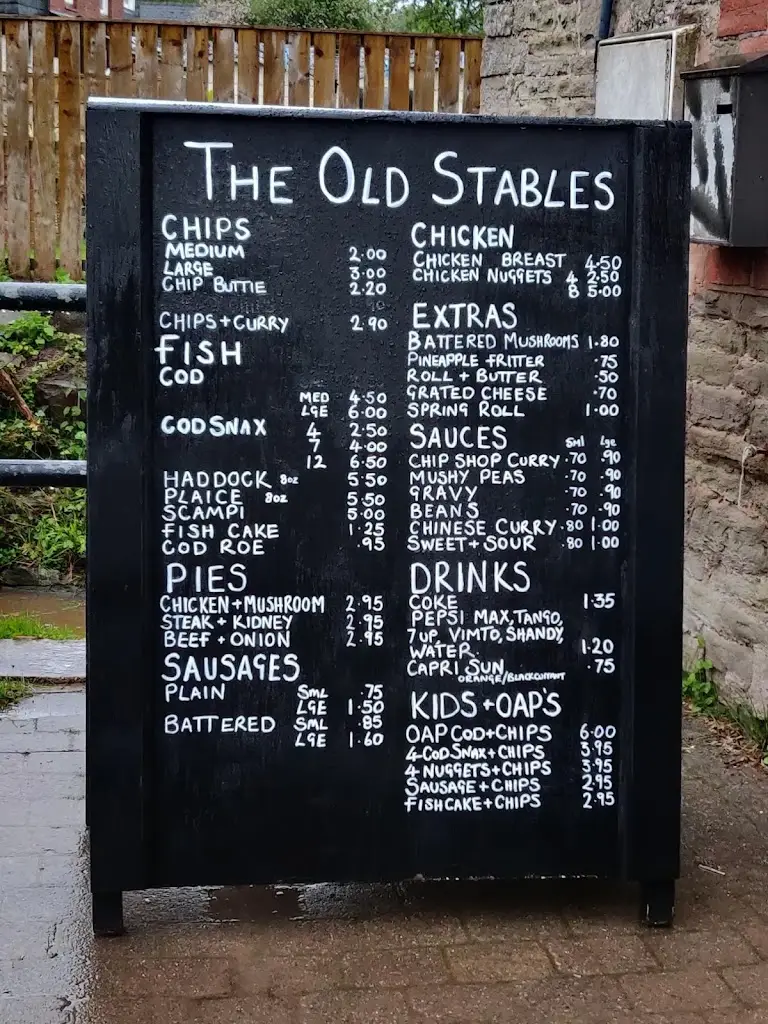 THE OLD STABLES
CHIPS
MEDIUM 2.00
LARGE 3.00
CHIP BUTTIE 2.20
CHIPS+CURRY 2.90
FISH
COD
MED 4.50
LGE 6.00
COD SNAX 4 2.50
7 4.00
12 6.50
HADDOCK 8oz 5.50
PLAICE 8oz 5.50
SCAMPI 5.00
FISH CAKE 1.25
COD ROE .95
PIES
CHICKEN+MUSHROOM 2.95
STEAK+KIDNEY 2.95
BEEF+ONION 2.95
SAUSAGES
PLAIN SML .75
LGE 1.50
BATTERED SML .85
LGE 1.60
CHICKEN
CHICKEN BREAST 4.50
CHICKEN NUGGETS 4 2.50
8 5.00
EXTRAS
BATTERED MUSHROOMS 1.80
PINEAPPLE FRITTER .75
ROLL+BUTTER .50
GRATED CHEESE .70
SPRING ROLL 1.00
SAUCES Sml lge
CHIP SHOP CURRY .70 .90
MUSHY PEAS .70 .90
GRAVY .70 .90
BEANS .70 .90
CHINESE CURRY .80 1.00
SWEET+SOUR .80 1.00
DRINKS
COKE 1.35
PEPSI MAX, TANGO,
7UP, VIMTO, SHANDY,
WATER. 1.20
CAPRI SUN .75
ORANGE/BLACKCURRANT
KIDS+OAP'S
OAP COD+CHIPS 6.00
4 COD SNAX+CHIPS 3.95
4 NUGGETS+CHIPS 3.95
SAUSAGE+CHIPS 2.95
FISHCAKE+CHIPS 2.95